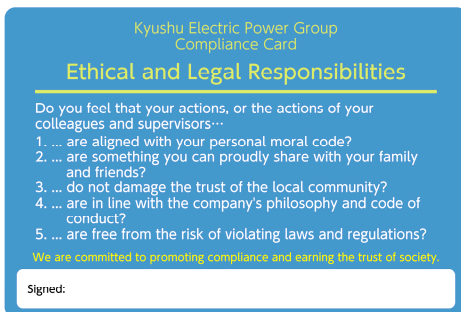 Kyushu Electric Power Group
Compliance Card
Ethical and Legal Responsibilities
Do you feel that your actions, or the actions of your
colleagues and supervisors…
1. ... are aligned with your personal moral code?
2. ... are something you can proudly share with your family
and friends?
3. ... do not damage the trust of the local community?
4. ... are in line with the company's philosophy and code of
conduct?
5. ... are free from the risk of violating laws and regulations?
We are committed to promoting compliance and earning the trust of society.
Signed: